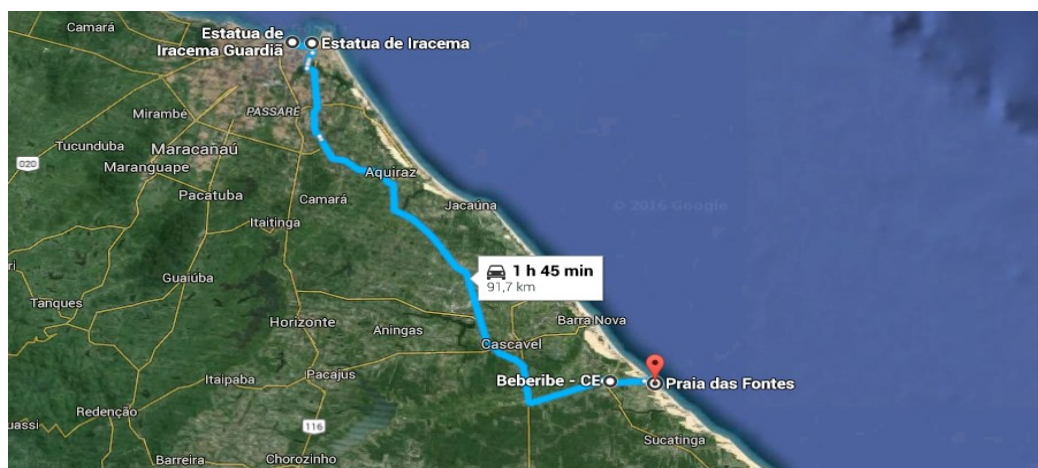 Camará
Estatua de
Iracema Guardiã
Estatua de Iracema
Mirambé
PASSARÉ
Tucunduba
Maracanaú
020
Maranguape
Aquiraz
Pacatuba
Camará
Jacaúna
© 2016 Google
Itaitinga
1 h 45 min
91,7 km
Guaiúba
Tanques
Horizonte
Aningas
Barra Nova
Cascavel
Itaipaba
Pacajus
Beberibe - CE
Praia das Fontes
Redenção
116
Sucatinga
Barreira
Chorozinho